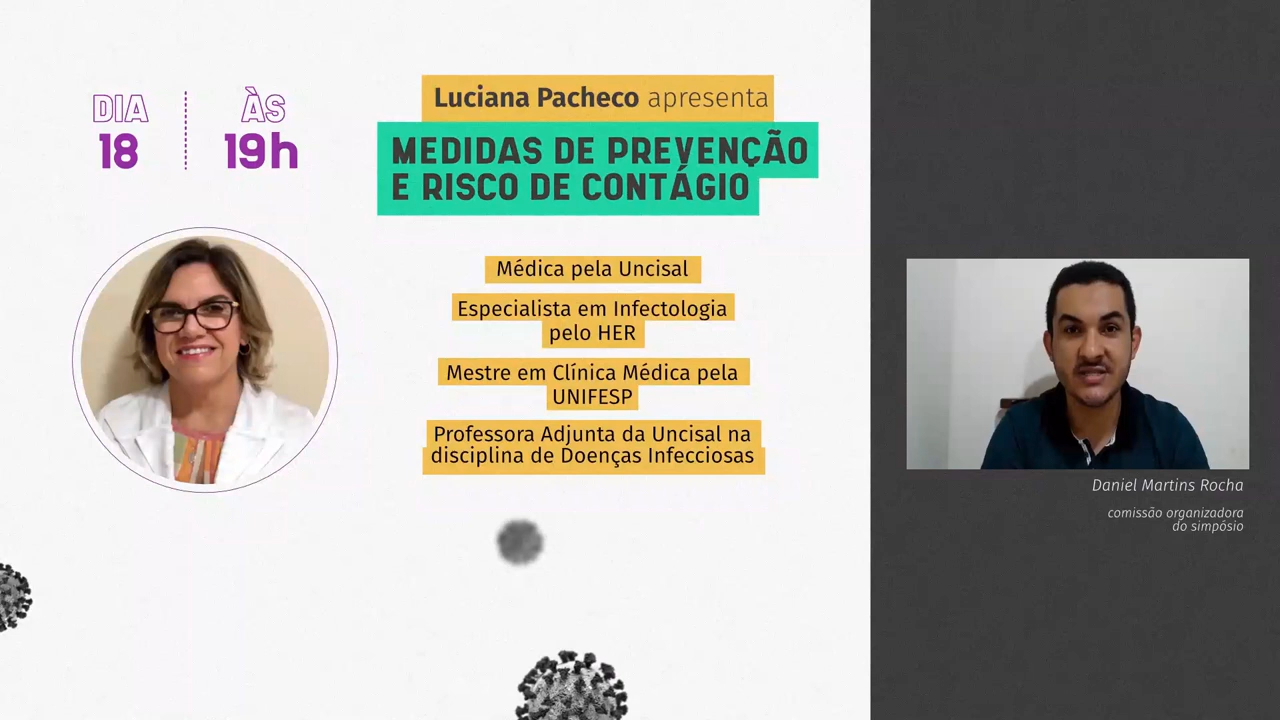 DIA
18
ÀS
19h
Luciana Pacheco apresenta
MEDIDAS DE PREVENÇÃO
E RISCO DE CONTÁGIO
Médica pela Uncisal
Especialista em Infectologia
pelo HER
Mestre em Clínica Médica pela
UNIFESP
Professora Adjunta da Uncisal na
disciplina de Doenças Infecciosas
Daniel Martins Rocha
comissão organizadora
do simpósio